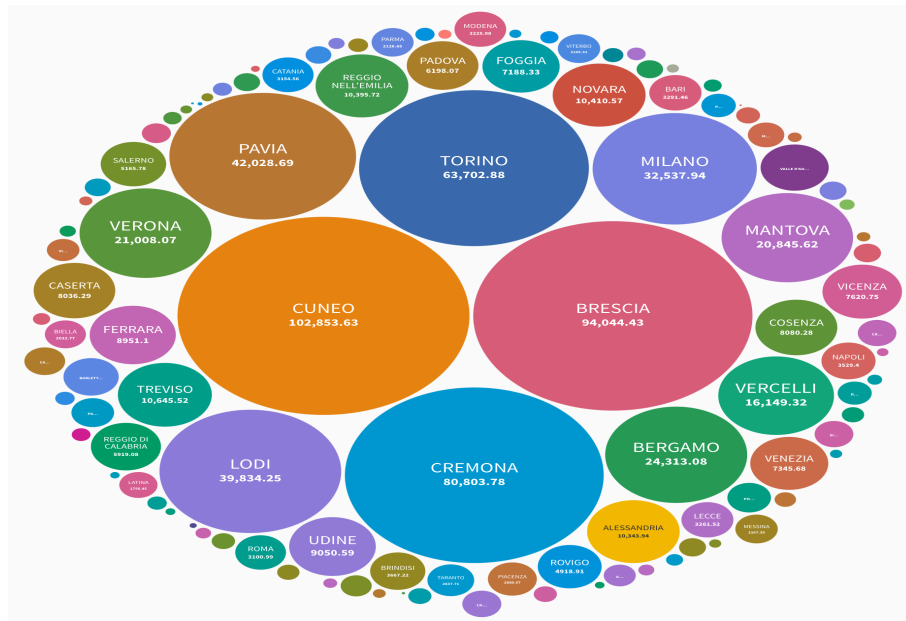 MODENA
PARMA
PADOVA
6198.07
FOGGIA
7188.33
VITERBO
CATANIA
3194.56
REGGIO
NELL'EMILIA
10,395.72
NOVARA
10,410.57
BARI
3291.46
PAVIA
42,028.69
TORINO
63,702.88
MILANO
32,537.94
SALERNO
5165.78
VERONA
21,008.07
MANTOVA
20,845.62
CASERTA
8036.29
CUNEO
102,853.63
BRESCIA
94,044.43
VICENZA
7620.75
FERRARA
8951.1
BIELLA
COSENZA
8080.28
NAPOLI
3529.4
TREVISO
10,645.52
VERCELLI
16,149.32
REGGIO DI
CALABRIA
5919.08
LODI
39,834.25
CREMONA
80,803.78
BERGAMO
24,313.08
VENEZIA
7345.68
LATINA
ALESSANDRIA
10,343.94
LECCE
3261.52
MESSINA
ROMA
3100.99
UDINE
9050.59
BRINDISI
3667.22
TARANTO
PIACENZA
ROVIGO
4918.91